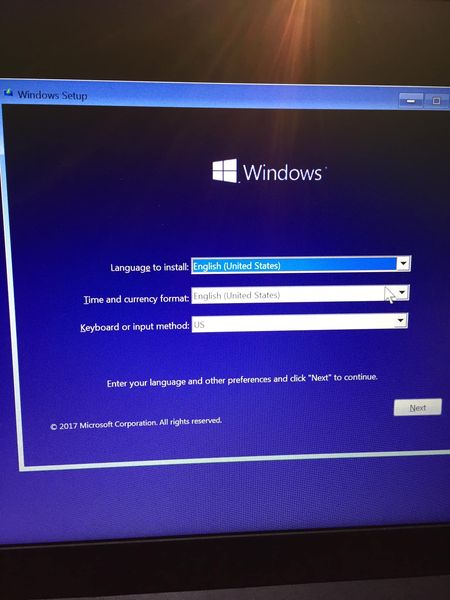 Windows Setup
Windows
Language to install: English (United States)
Time and currency format: English (United States)
Keyboard or input method: US
Enter your language and other preferences and click "Next" to continue.
Next
© 2017 Microsoft Corporation. All rights reserved.